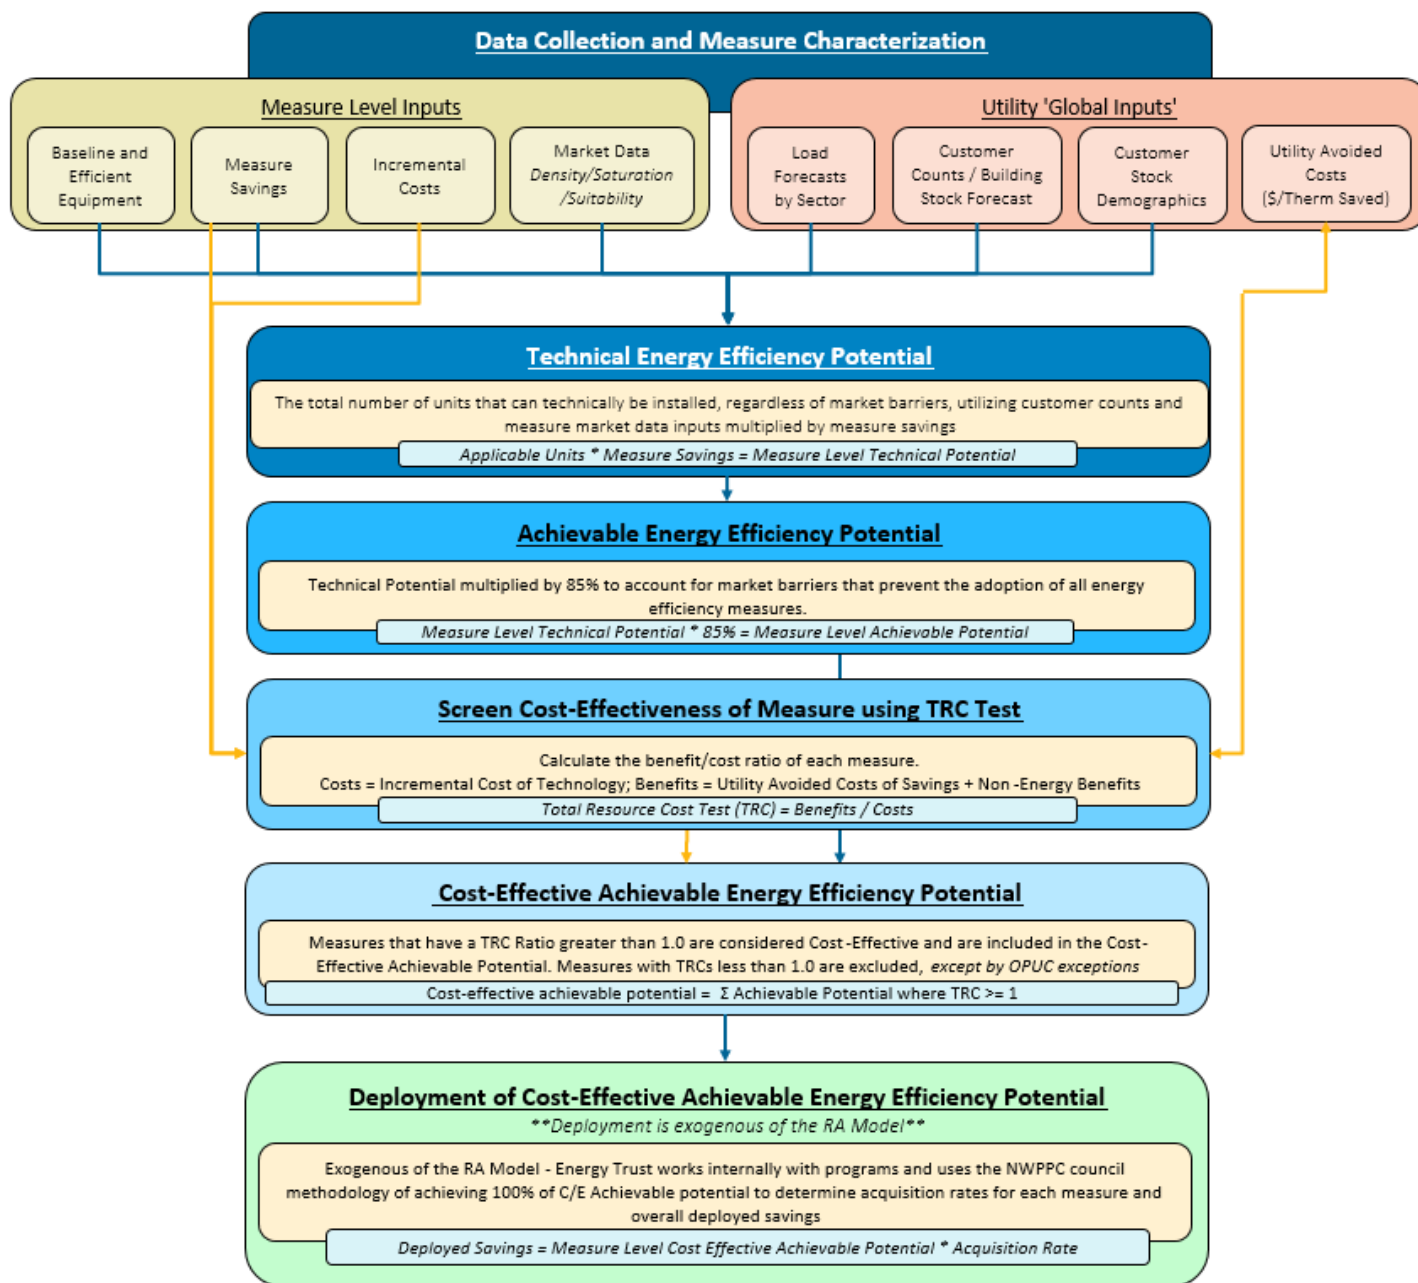 Data Collection and Measure Characterization
Measure Level Inputs
Baseline and
Efficient
Equipment
Measure
Savings
Incremental
Costs
Market Data
Density/Saturation
/Suitability
Utility 'Global Inputs'
Load
Forecasts
by Sector
Customer
Counts / Building
Stock Forecast
Customer
Stock
Demographics
Utility Avoided
Costs
($/Therm Saved)
Technical Energy Efficiency Potential
The total number of units that can technically be installed, regardless of market barriers, utilizing customer counts and
measure market data inputs multiplied by measure savings
Applicable Units * Measure Savings = Measure Level Technical Potential
Achievable Energy Efficiency Potential
Technical Potential multiplied by 85% to account for market barriers that prevent the adoption of all energy
efficiency measures.
Measure Level Technical Potential * 85% = Measure Level Achievable Potential
Screen Cost-Effectiveness of Measure using TRC Test
Calculate the benefit/cost ratio of each measure.
Costs = Incremental Cost of Technology; Benefits = Utility Avoided Costs of Savings + Non -Energy Benefits
Total Resource Cost Test (TRC) = Benefits / Costs
Cost-Effective Achievable Energy Efficiency Potential
Measures that have a TRC Ratio greater than 1.0 are considered Cost -Effective and are included in the Cost-
Effective Achievable Potential. Measures with TRCs less than 1.0 are excluded, except by OPUC exceptions
Cost-effective achievable potential = Σ Achievable Potential where TRC >= 1
Deployment of Cost-Effective Achievable Energy Efficiency Potential
**Deployment is exogenous of the RA Model**
Exogenous of the RA Model - Energy Trust works internally with programs and uses the NWPPC council
methodology of achieving 100% of C/E Achievable potential to determine acquisition rates for each measure and
overall deployed savings
Deployed Savings = Measure Level Cost Effective Achievable Potential * Acquisition Rate